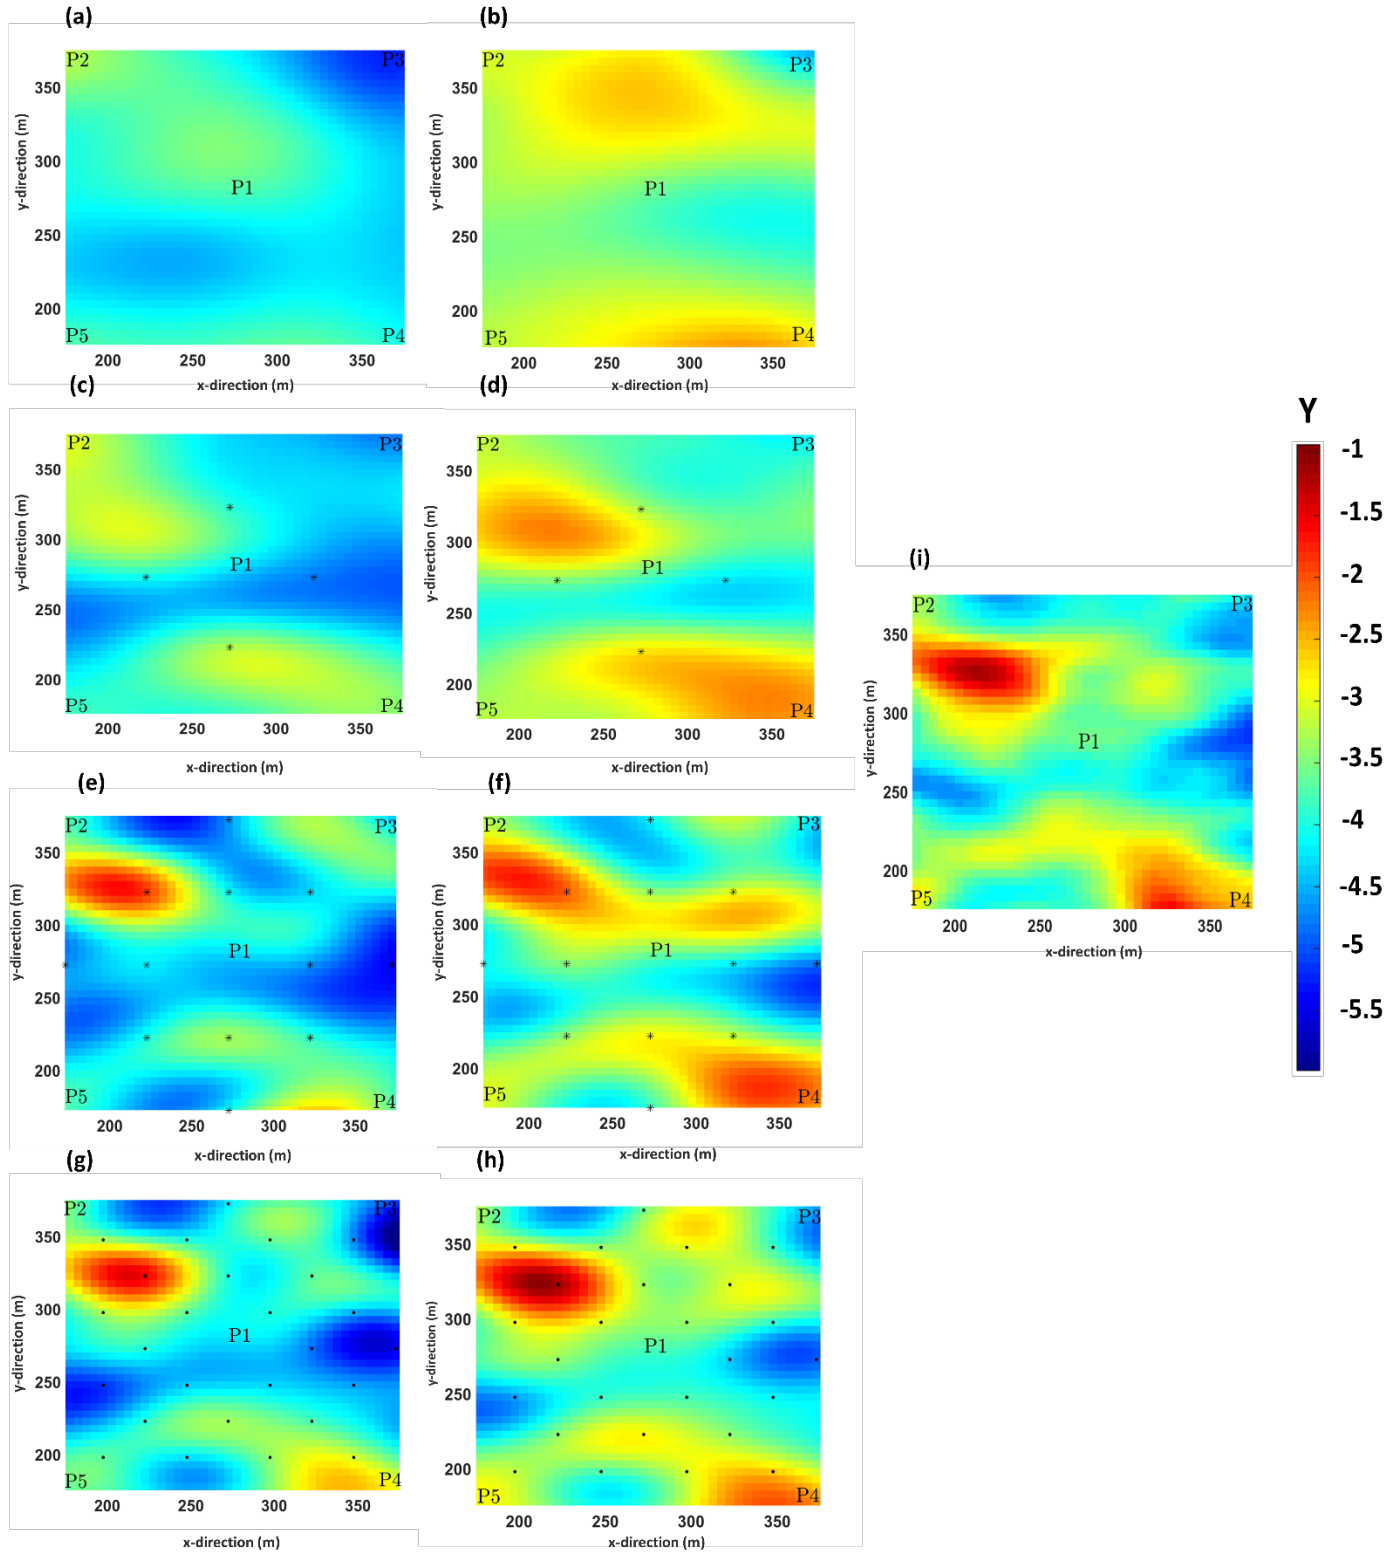 (a)
P2
P3
350
300
P1
250
200
P5
P4
200
250
300
350
y-direction (m)
x-direction (m)
(b)
P2
P3
350
300
P1
250
200
P5
P4
200
250
300
350
y-direction (m)
x-direction (m)
(c)
P2
P3
350
300
P1
250
200
P5
P4
200
250
300
350
y-direction (m)
x-direction (m)
(d)
P2
P3
350
300
P1
250
200
P5
P4
200
250
300
350
y-direction (m)
x-direction (m)
(e)
P2
P3
350
300
P1
250
200
P5
P4
200
250
300
350
y-direction (m)
x-direction (m)
(f)
P2
P3
350
300
P1
250
200
P5
P4
200
250
300
350
y-direction (m)
x-direction (m)
(g)
P2
P3
350
300
P1
250
200
P5
P4
200
250
300
350
y-direction (m)
x-direction (m)
(h)
P2
P3
350
300
P1
250
200
P5
P4
200
250
300
350
y-direction (m)
x-direction (m)
(i)
P2
P3
350
300
P1
250
200
P5
P4
200
250
300
350
y-direction (m)
x-direction (m)
Y
-1
-1.5
-2
-2.5
-3
-3.5
-4
-4.5
-5
-5.5